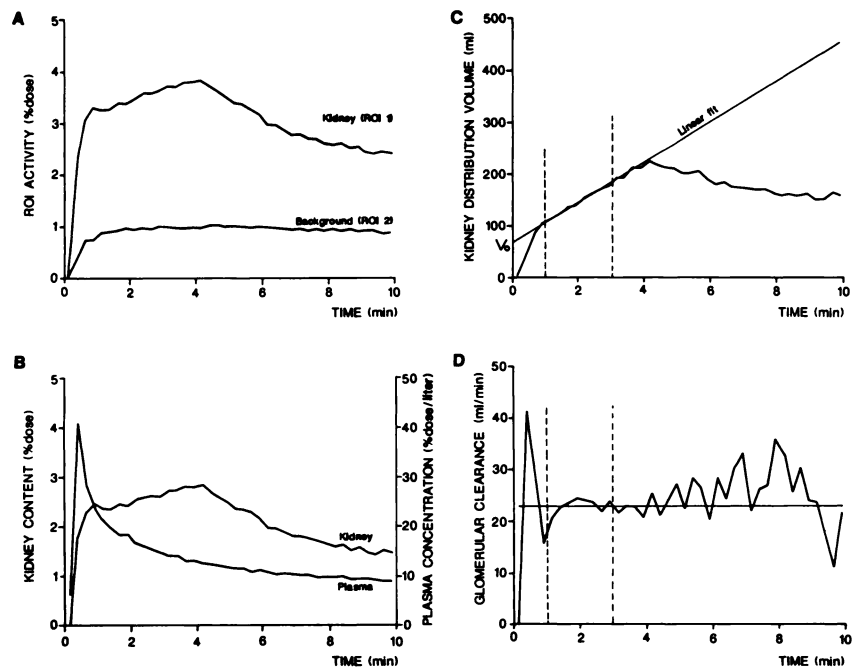 A
ROI ACTIVITY (%dose)
5
4
3
2
1
0
Kidney (ROI 1)
Background (ROI 2)
0 2 4 6 8 10
TIME (min)
C
KIDNEY DISTRIBUTION VOLUME (ml)
500
400
300
200
100
0
V₀
Linear fit
0 2 4 6 8 10
TIME (min)
B
KIDNEY CONTENT (%dose)
5
4
3
2
1
0
Kidney
Plasma
50
40
30
20
10
0
PLASMA CONCENTRATION (%dose/liter)
0 2 4 6 8 10
TIME (min)
D
GLOMERULAR CLEARANCE (ml/min)
50
40
30
20
10
0
0 2 4 6 8 10
TIME (min)